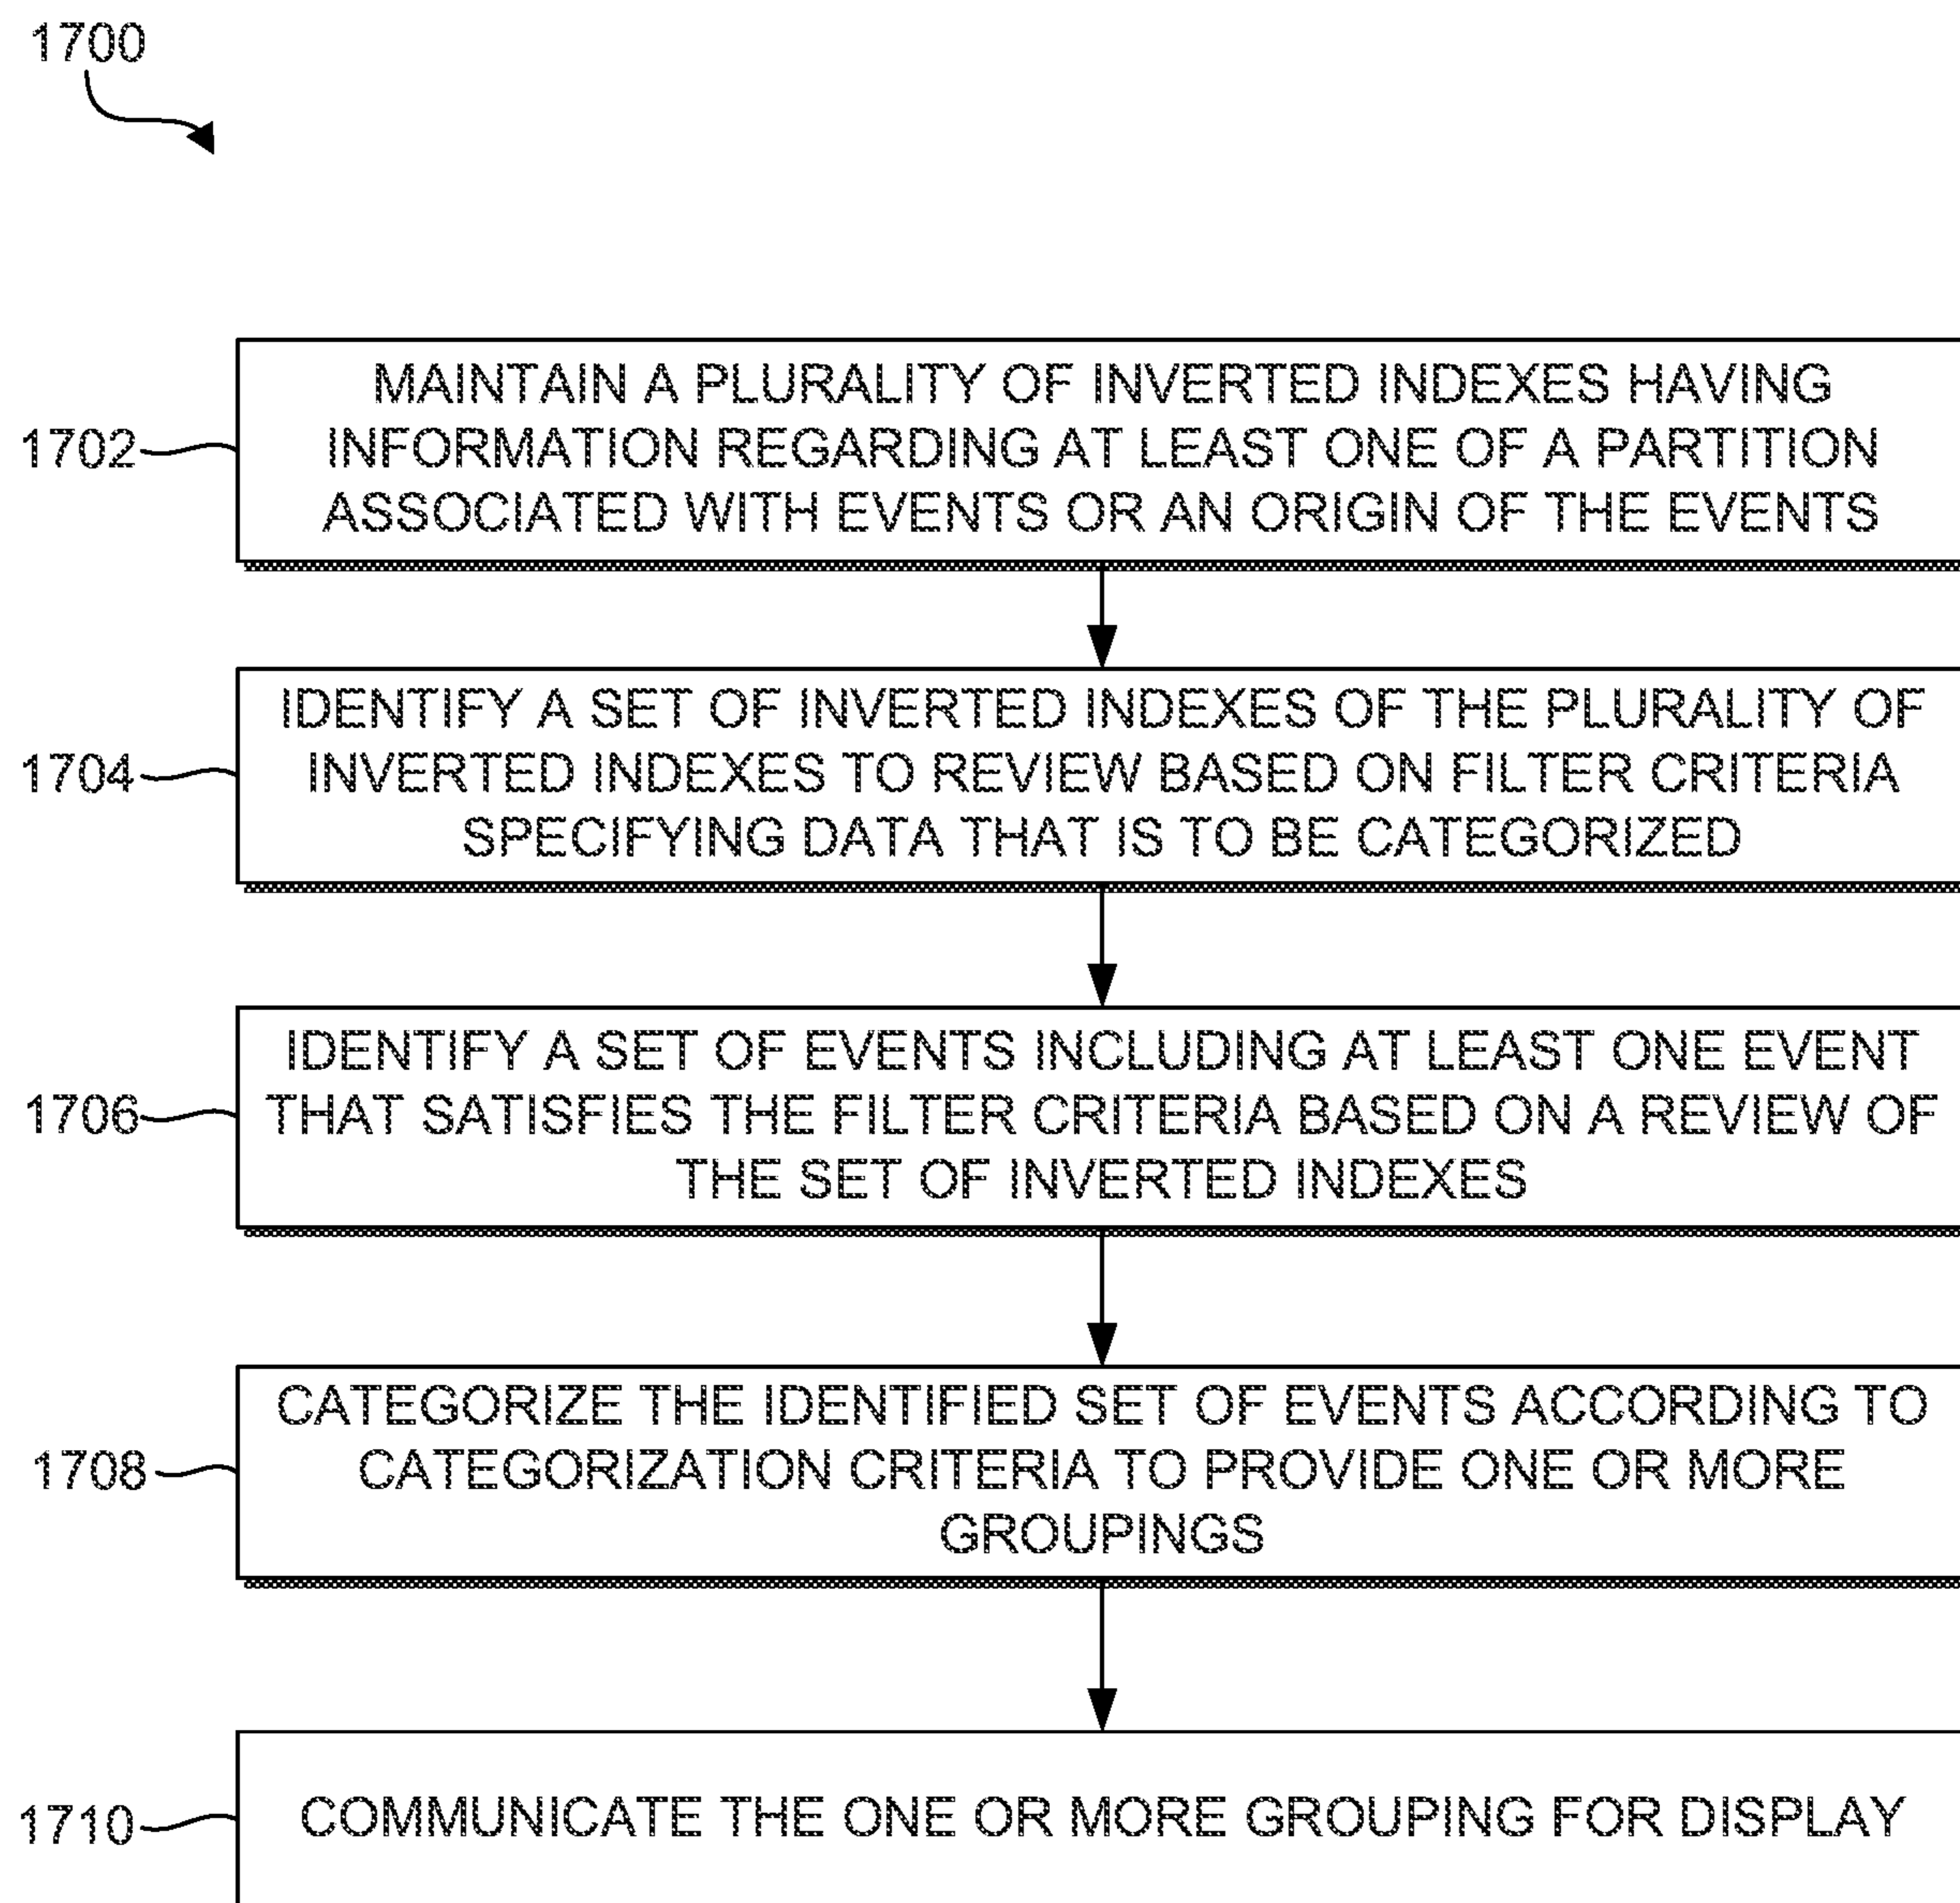 1700
MAINTAIN A PLURALITY OF INVERTED INDEXES HAVING
1702
INFORMATION REGARDING AT LEAST ONE OF A PARTITION
ASSOCIATED WITH EVENTS OR AN ORIGIN OF THE EVENTS
IDENTIFY A SET OF INVERTED INDEXES OF THE PLURALITY OF
1704
INVERTED INDEXES TO REVIEW BASED ON FILTER CRITERIA
SPECIFYING DATA THAT IS TO BE CATEGORIZED
IDENTIFY A SET OF EVENTS INCLUDING AT LEAST ONE EVENT
1706
THAT SATISFIES THE FILTER CRITERIA BASED ON A REVIEW OF
THE SET OF INVERTED INDEXES
CATEGORIZE THE IDENTIFIED SET OF EVENTS ACCORDING TO
1708
CATEGORIZATION CRITERIA TO PROVIDE ONE OR MORE
GROUPINGS
1710
COMMUNICATE THE ONE OR MORE GROUPING FOR DISPLAY